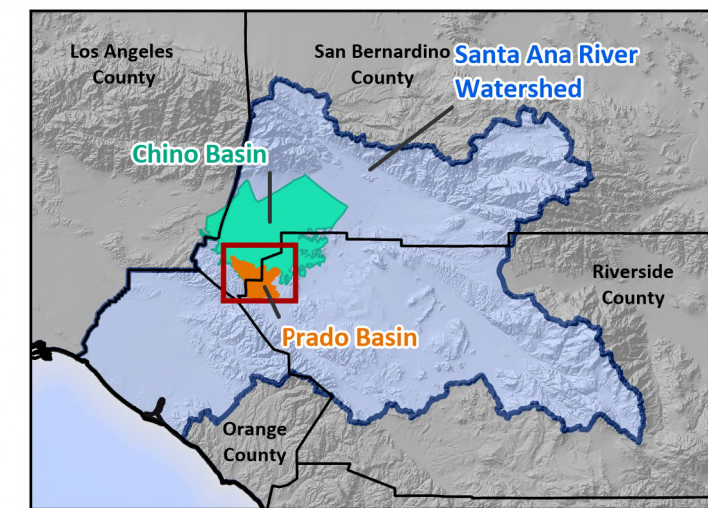 Los Angeles
County
San Bernardino
County
Santa Ana River
Watershed
Chino Basin
Riverside
County
Prado Basin
Orange
County